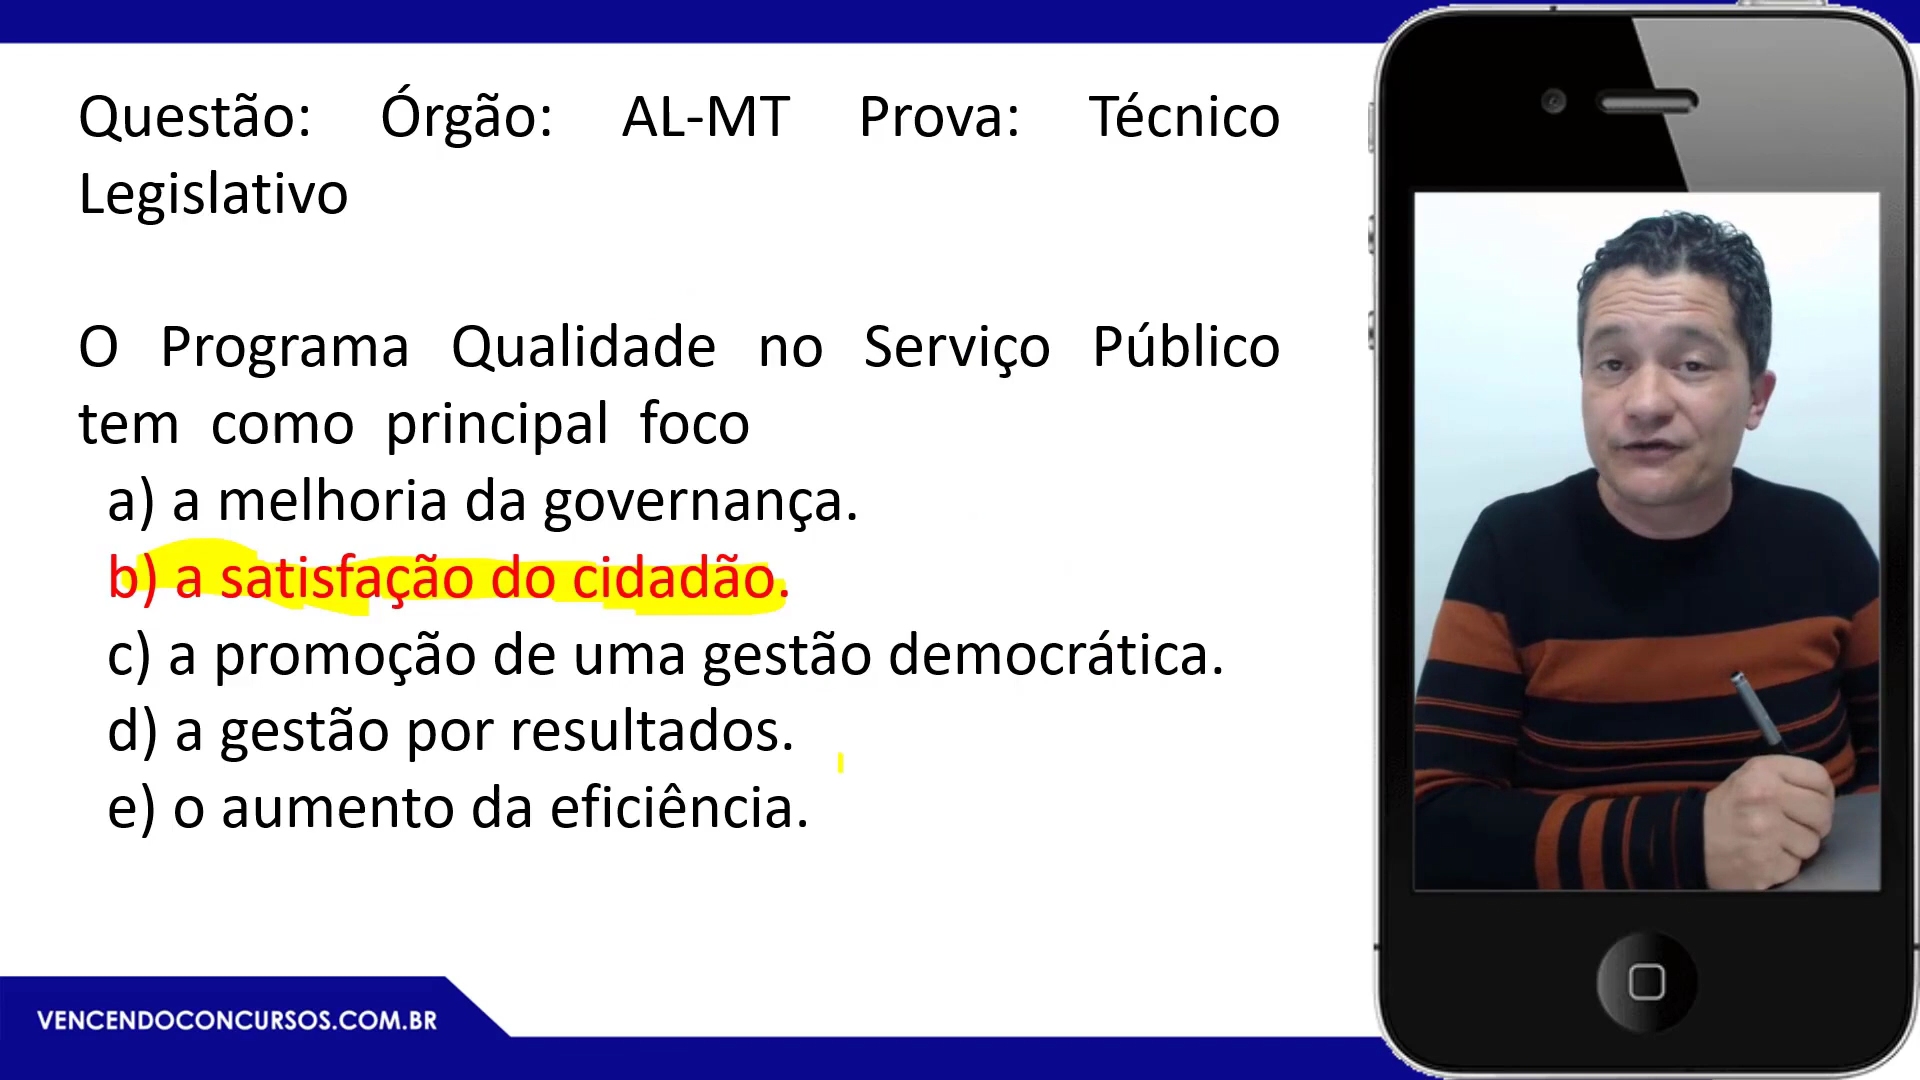 Questão: Órgão: AL-MT Prova: Técnico
Legislativo
O Programa Qualidade no Serviço Público
tem como principal foco
a) a melhoria da governança.
b) a satisfação do cidadão.
c) a promoção de uma gestão democrática.
d) a gestão por resultados.
e) o aumento da eficiência.
VENCENDOCONCURSOS.COM.BR